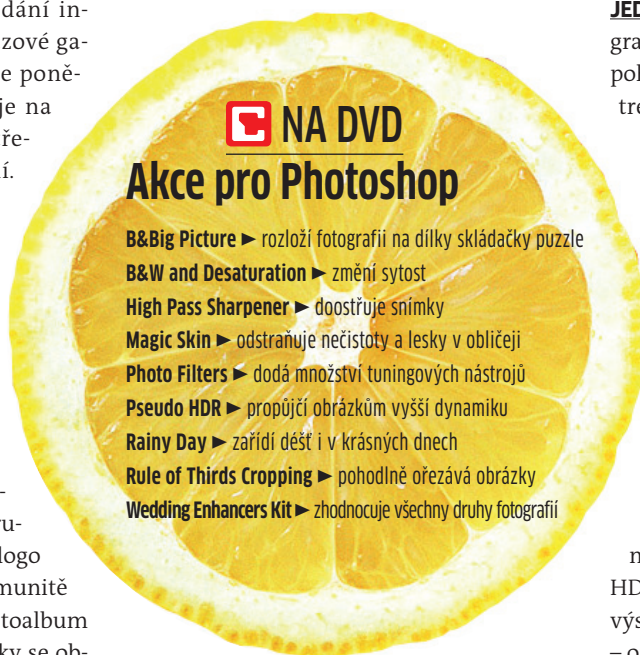 dání in-
zové ga-
e poně-
je na
ře-
í.
NA DVD
Akce pro Photoshop
B&Big Picture ► rozloží fotografii na dílky skládačky puzzle
B&W and Desaturation ► změní sytost
High Pass Sharpener ► doostřuje snímky
Magic Skin ► odstraňuje nečistoty a lesky v obličeji
Photo Filters ► dodá množství tuningových nástrojů
Pseudo HDR ► propůjčí obrázkům vyšší dynamiku
Rainy Day ► zařídí déšť i v krásných dnech
Rule of Thirds Cropping ► pohodlně ořezává obrázky
Wedding Enhancers Kit ► zhodnocuje všechny druhy fotografií
-
ru-
logo
munitě
toalbum
ky se ob-
JED
gra
pol
tre
n
HD
výs
– o